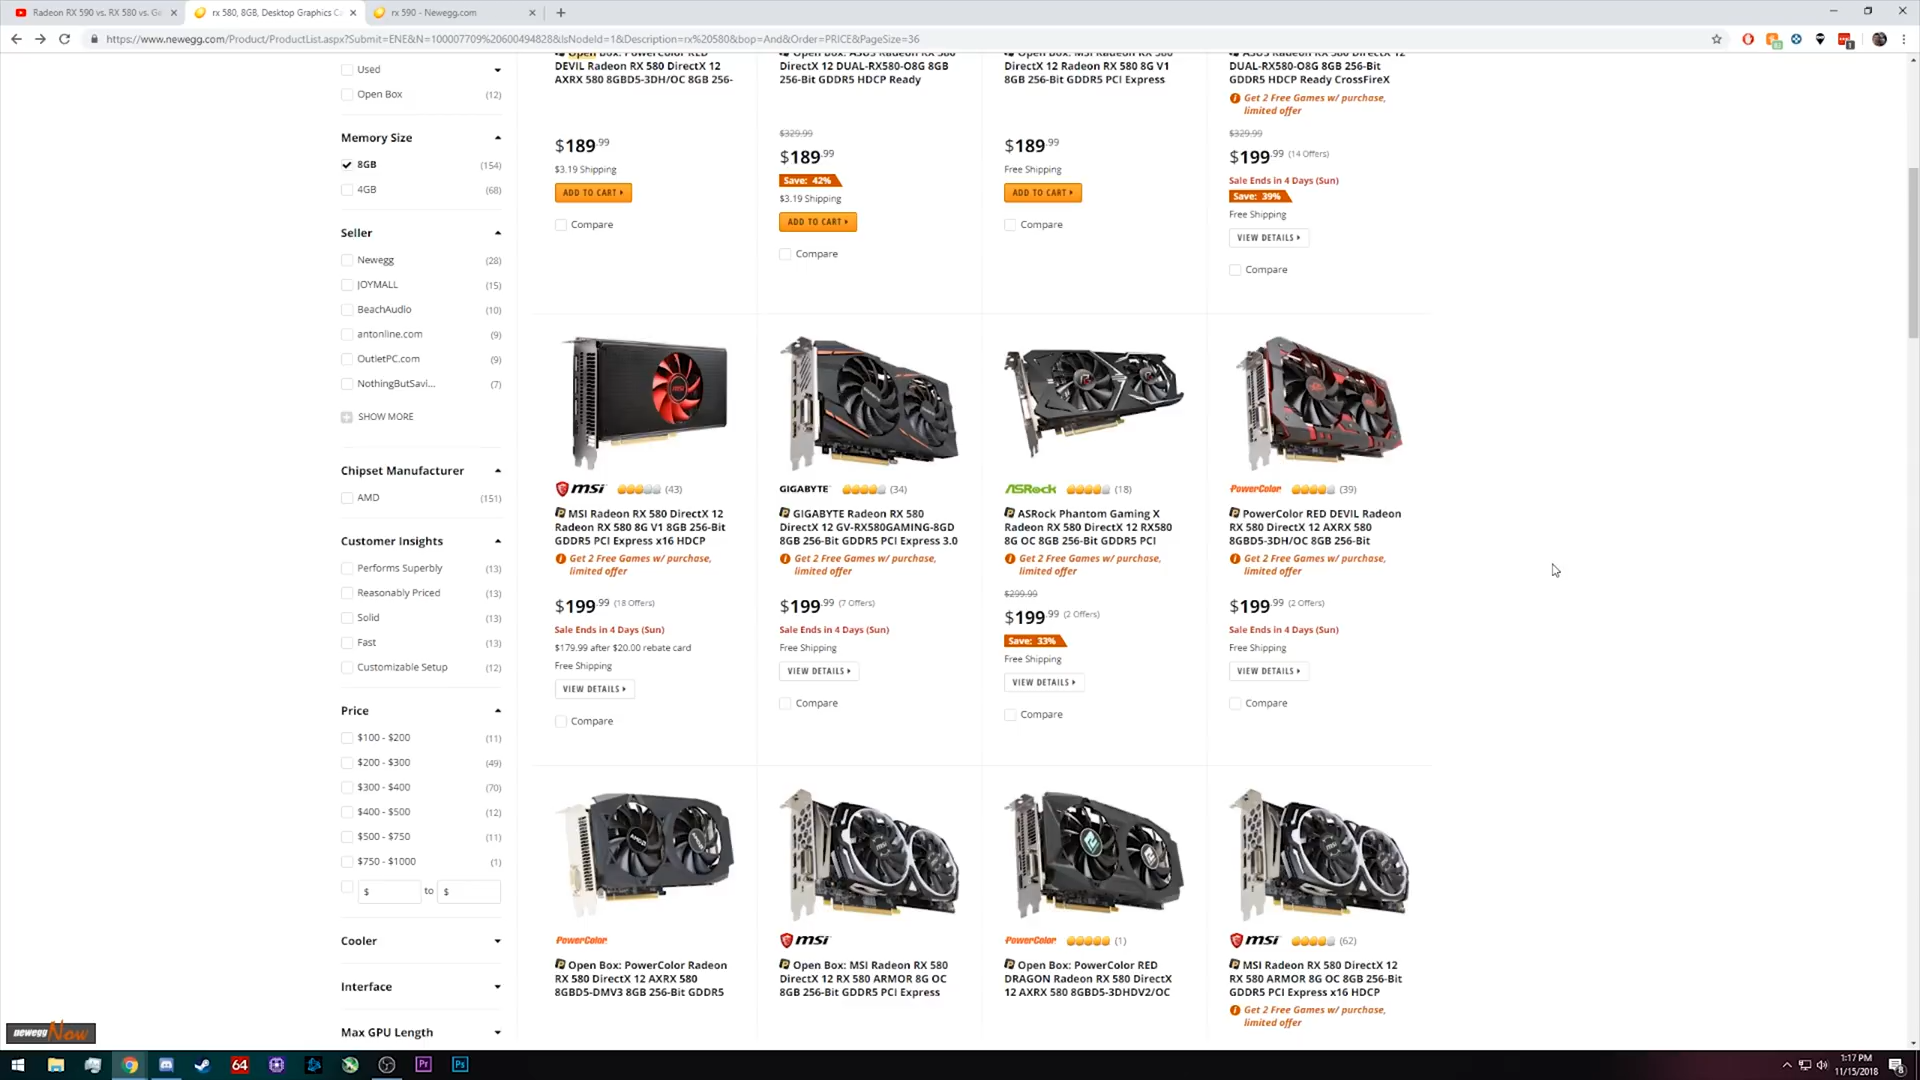 Radeon RX 590 vs. RX 580 vs. Ge
rx 580, 8GB, Desktop Graphics Ca
rx 590 - Newegg.com
https://www.newegg.com/Product/ProductList.aspx?Submit=ENE&N=100007709%20600494828&IsNodeId=1&Description=rx%20580&bop=And&Order=PRICE&PageSize=36
Used
Open Box (12)
Memory Size
8GB (154)
4GB (68)
Seller
Newegg (28)
JOYMALL (15)
BeachAudio (10)
antonline.com (9)
OutletPC.com (9)
NothingButSavi... (7)
SHOW MORE
Chipset Manufacturer
AMD (151)
Customer Insights
Performs Superbly (13)
Reasonably Priced (13)
Solid (13)
Fast (13)
Customizable Setup (12)
Price
$100 - $200 (11)
$200 - $300 (49)
$300 - $400 (70)
$400 - $500 (12)
$500 - $750 (11)
$750 - $1000 (1)
$ to $
Cooler
Interface
Max GPU Length
newegg Now
Open Box: PowerColor RED
DEVIL Radeon RX 580 DirectX 12
AXRX 580 8GBD5-3DH/OC 8GB 256-
$189.99
$3.19 Shipping
ADD TO CART
Compare
Open Box: ASUS Radeon RX 580
DirectX 12 DUAL-RX580-O8G 8GB
256-Bit GDDR5 HDCP Ready
$329.99
$189.99
Save: 42%
$3.19 Shipping
ADD TO CART
Compare
Open Box: MSI Radeon RX 580
DirectX 12 Radeon RX 580 8G V1
8GB 256-Bit GDDR5 PCI Express
$189.99
Free Shipping
ADD TO CART
Compare
ASUS Radeon RX 580 DirectX 12
DUAL-RX580-O8G 8GB 256-Bit
GDDR5 HDCP Ready CrossFireX
Get 2 Free Games w/ purchase,
limited offer
$329.99
$199.99 (14 Offers)
Sale Ends in 4 Days (Sun)
Save: 39%
Free Shipping
VIEW DETAILS
Compare
msi (43)
MSI Radeon RX 580 DirectX 12
Radeon RX 580 8G V1 8GB 256-Bit
GDDR5 PCI Express x16 HDCP
Get 2 Free Games w/ purchase,
limited offer
$199.99 (18 Offers)
Sale Ends in 4 Days (Sun)
$179.99 after $20.00 rebate card
Free Shipping
VIEW DETAILS
Compare
GIGABYTE (34)
GIGABYTE Radeon RX 580
DirectX 12 GV-RX580GAMING-8GD
8GB 256-Bit GDDR5 PCI Express 3.0
Get 2 Free Games w/ purchase,
limited offer
$199.99 (7 Offers)
Sale Ends in 4 Days (Sun)
Free Shipping
VIEW DETAILS
Compare
ASRock (18)
ASRock Phantom Gaming X
Radeon RX 580 DirectX 12 RX580
8G OC 8GB 256-Bit GDDR5 PCI
Get 2 Free Games w/ purchase,
limited offer
$299.99
$199.99 (2 Offers)
Save: 33%
Free Shipping
VIEW DETAILS
Compare
PowerColor (39)
PowerColor RED DEVIL Radeon
RX 580 DirectX 12 AXRX 580
8GBD5-3DH/OC 8GB 256-Bit
Get 2 Free Games w/ purchase,
limited offer
$199.99 (2 Offers)
Sale Ends in 4 Days (Sun)
Free Shipping
VIEW DETAILS
Compare
PowerColor
Open Box: PowerColor Radeon
RX 580 DirectX 12 AXRX 580
8GBD5-DMV3 8GB 256-Bit GDDR5
msi
Open Box: MSI Radeon RX 580
DirectX 12 RX 580 ARMOR 8G OC
8GB 256-Bit GDDR5 PCI Express
PowerColor (1)
Open Box: PowerColor RED
DRAGON Radeon RX 580 DirectX
12 AXRX 580 8GBD5-3DHDV2/OC
msi (62)
MSI Radeon RX 580 DirectX 12
RX 580 ARMOR 8G OC 8GB 256-Bit
GDDR5 PCI Express x16 HDCP
Get 2 Free Games w/ purchase,
limited offer
64
Pr
Ps
1:17 PM
11/15/2018